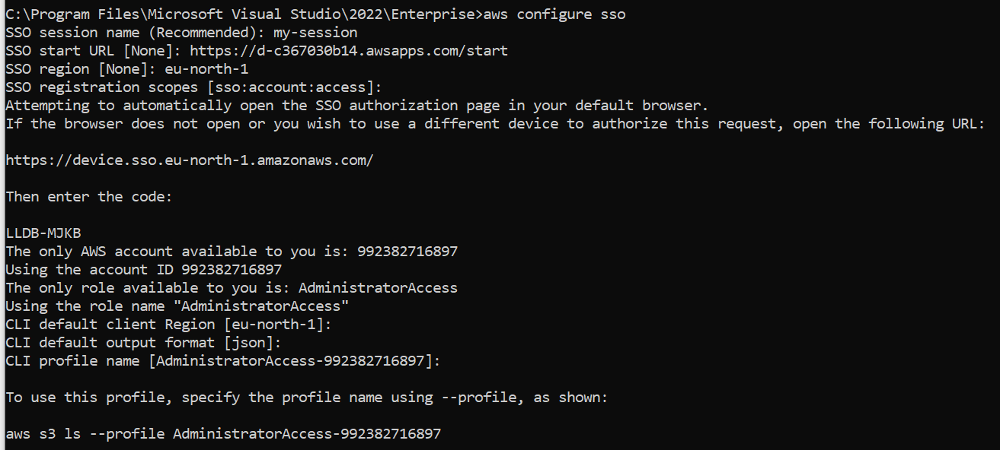 C:\Program Files\Microsoft Visual Studio\2022\Enterprise>aws configure sso
SSO session name (Recommended): my-session
SSO start URL [None]: https://d-c367030b14.awsapps.com/start
SSO region [None]: eu-north-1
SSO registration scopes [sso:account:access]:
Attempting to automatically open the SSO authorization page in your default browser.
If the browser does not open or you wish to use a different device to authorize this request, open the following URL:
https://device.sso.eu-north-1.amazonaws.com/
Then enter the code:
LLDB-MJKB
The only AWS account available to you is: 992382716897
Using the account ID 992382716897
The only role available to you is: AdministratorAccess
Using the role name "AdministratorAccess"
CLI default client Region [eu-north-1]:
CLI default output format [json]:
CLI profile name [AdministratorAccess-992382716897]:
To use this profile, specify the profile name using --profile, as shown:
aws s3 ls --profile AdministratorAccess-992382716897